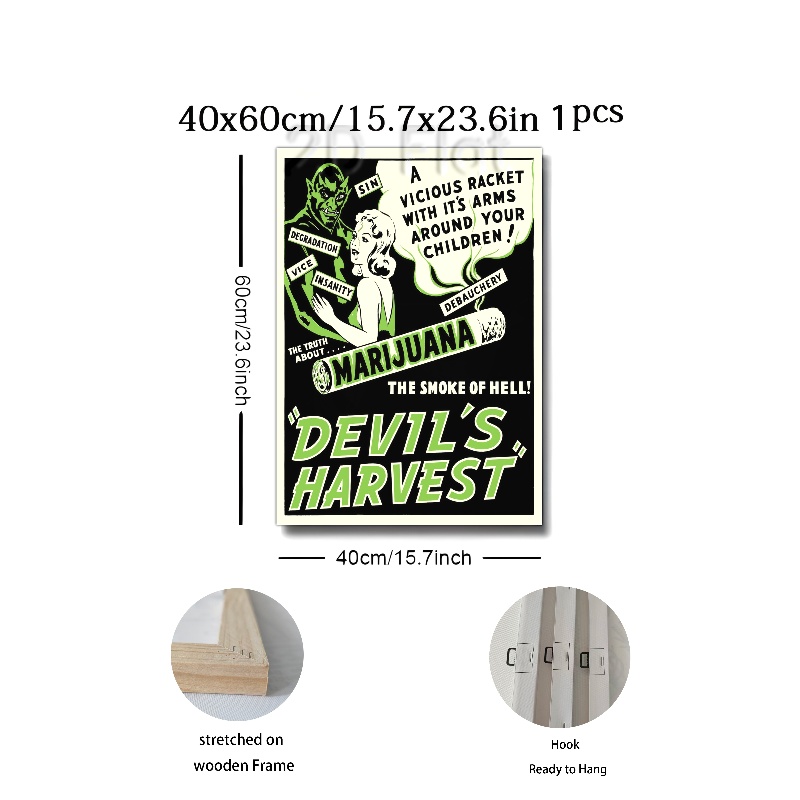 40x60cm/15.7x23.6in 1pcs
2D Flot
SIN
A
VICIOUS RACKET
WITH IT'S ARMS
AROUND YOUR
CHILDREN!
DEGRADATION
VICE
INSANITY
DEBAUCHERY
THE TRUTH
ABOUT....
MARIJUANA
THE SMOKE OF HELL!
"DEVIL'S
HARVEST"
60cm/23.6inch
40cm/15.7inch
stretched on
wooden Frame
Hook
Ready to Hang